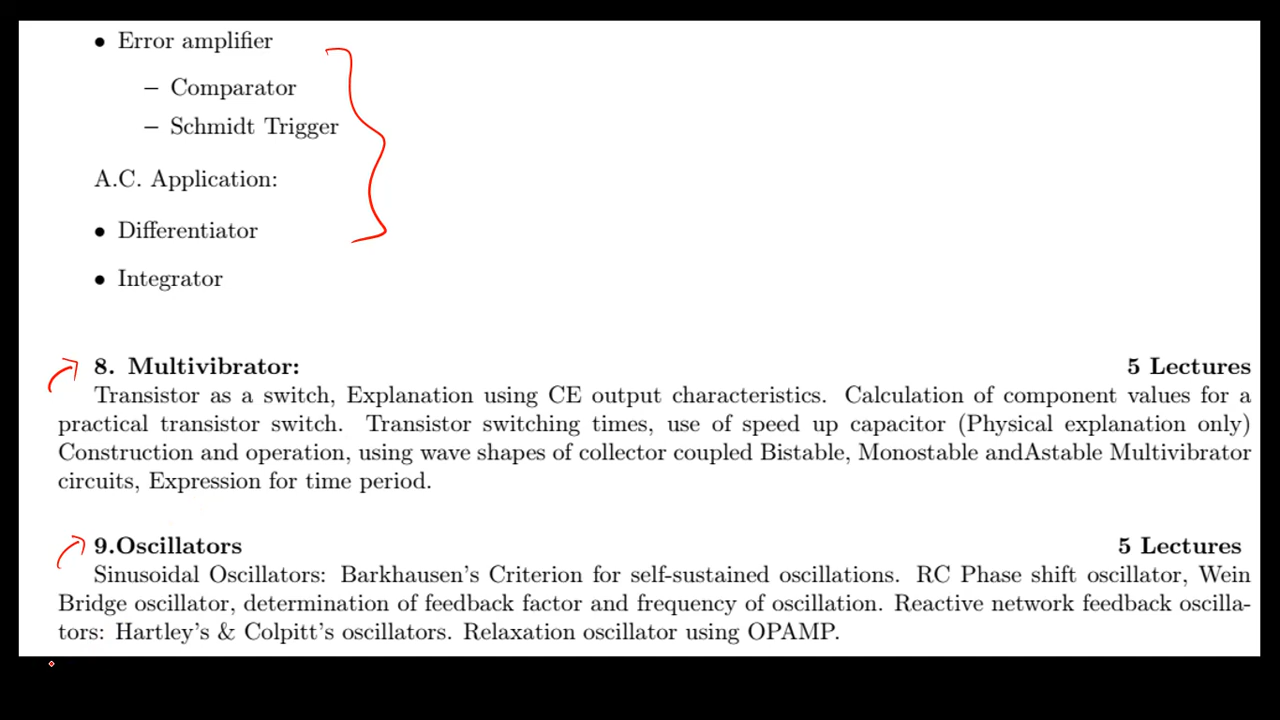 • Error amplifier
– Comparator
– Schmidt Trigger
A.C. Application:
• Differentiator
• Integrator
8. Multivibrator: 5 Lectures
Transistor as a switch, Explanation using CE output characteristics. Calculation of component values for a
practical transistor switch. Transistor switching times, use of speed up capacitor (Physical explanation only)
Construction and operation, using wave shapes of collector coupled Bistable, Monostable andAstable Multivibrator
circuits, Expression for time period.
9.Oscillators 5 Lectures
Sinusoidal Oscillators: Barkhausen's Criterion for self-sustained oscillations. RC Phase shift oscillator, Wein
Bridge oscillator, determination of feedback factor and frequency of oscillation. Reactive network feedback oscilla-
tors: Hartley's & Colpitt's oscillators. Relaxation oscillator using OPAMP.